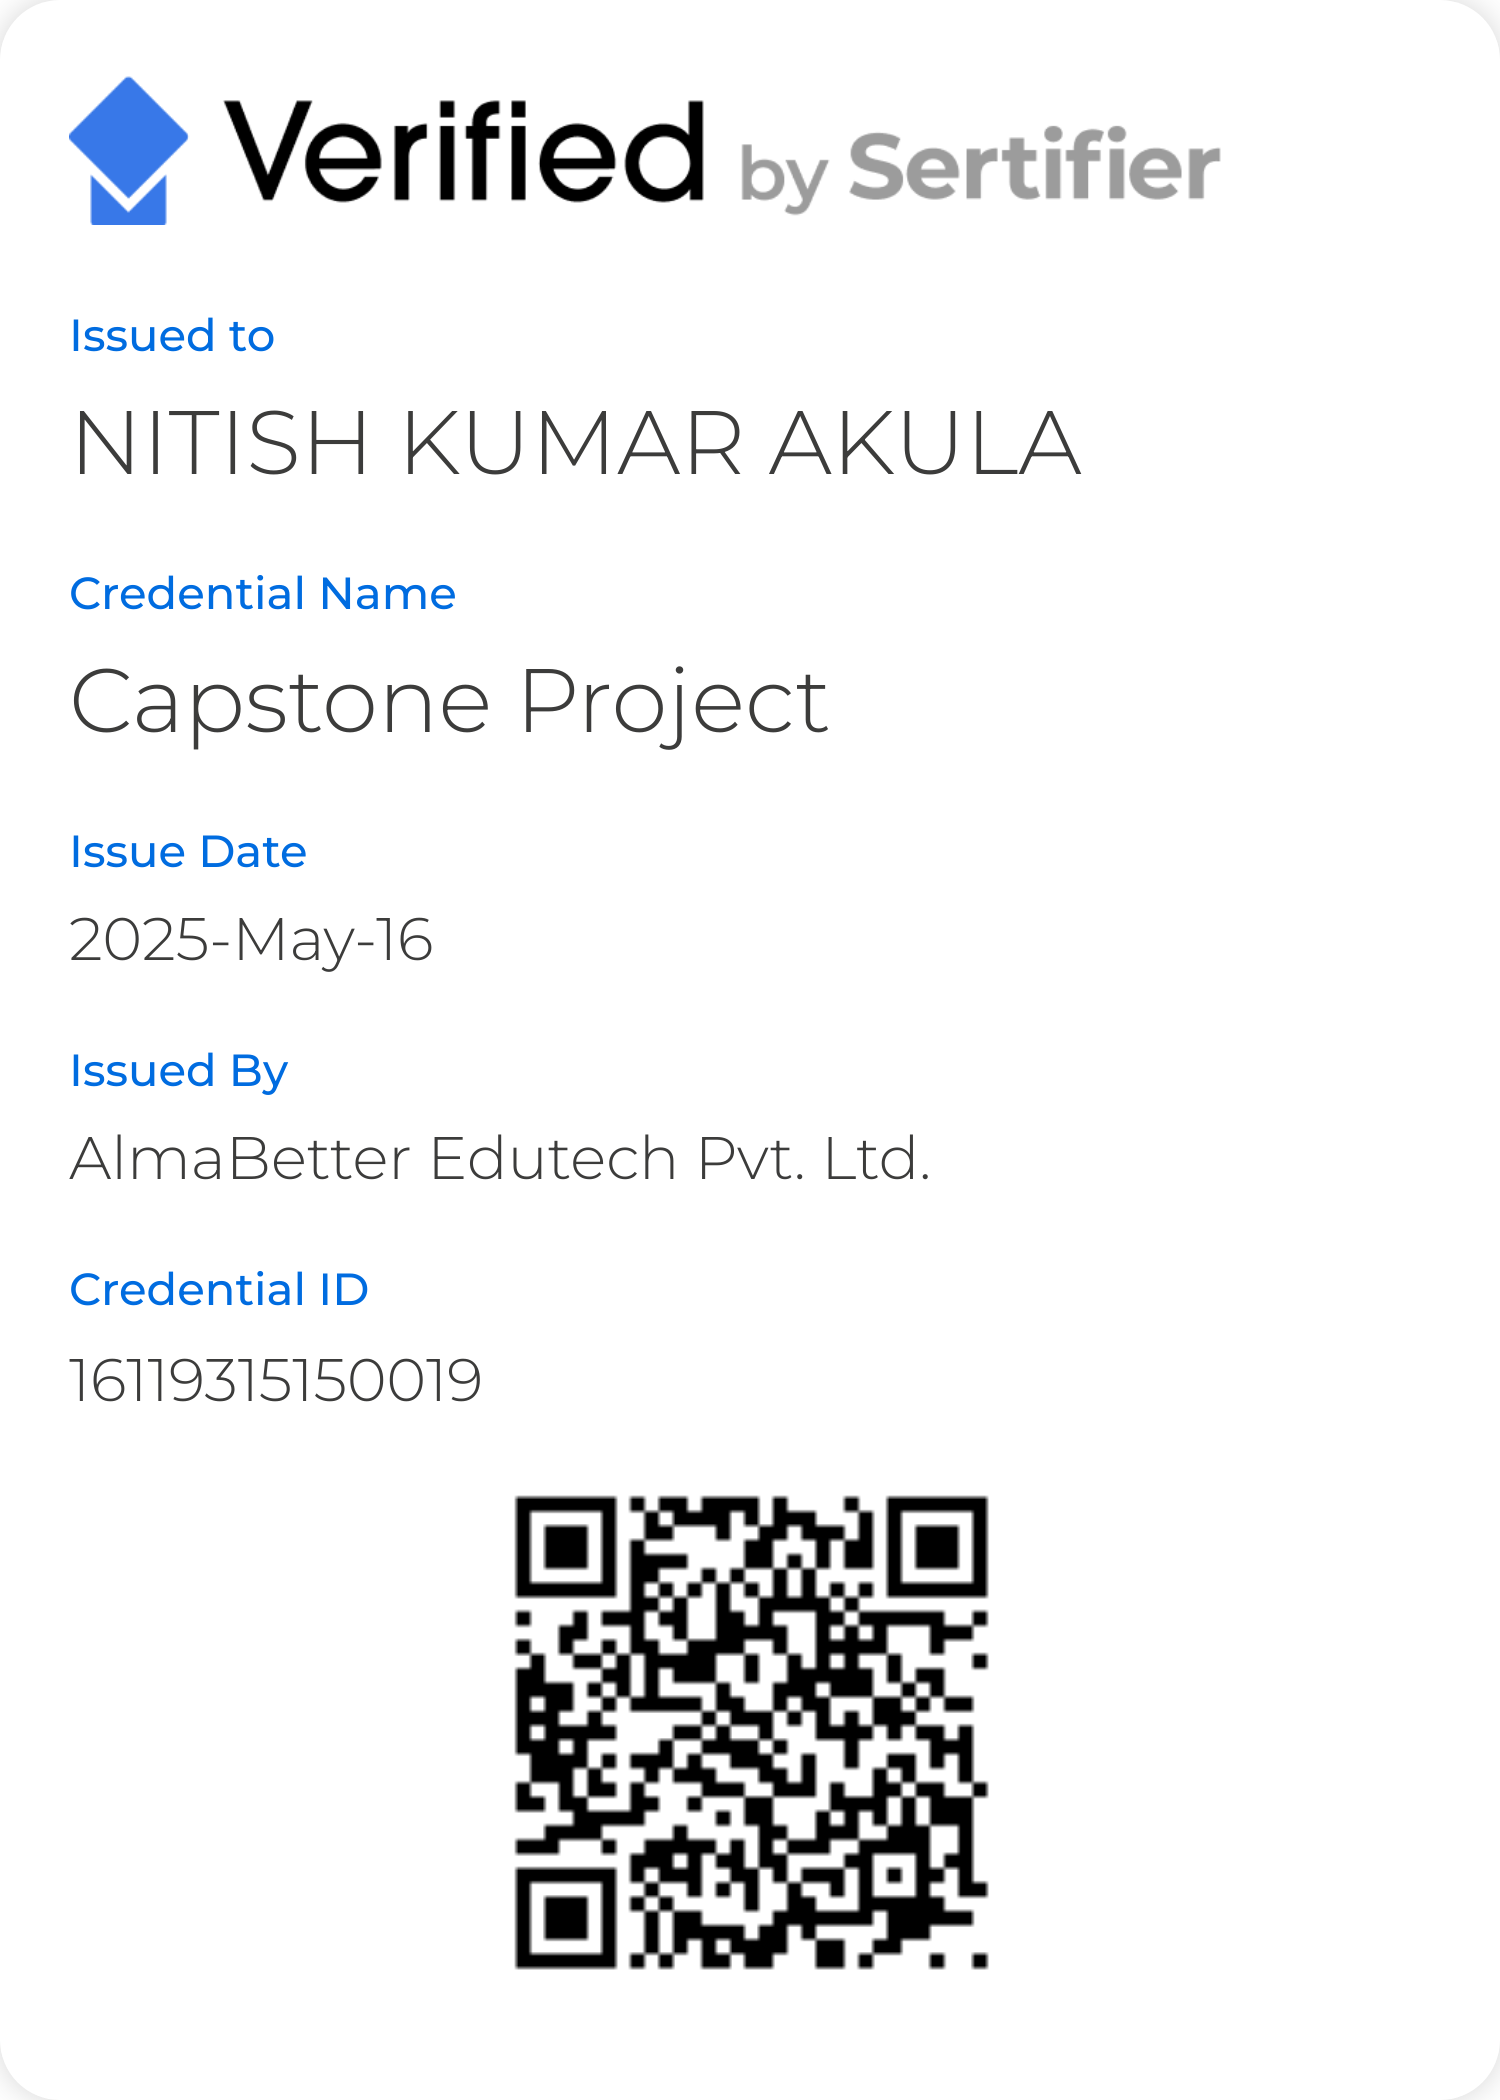 Verified by Sertifier
Issued to
NITISH KUMAR AKULA
Credential Name
Capstone Project
Issue Date
2025-May-16
Issued By
AlmaBetter Edutech Pvt. Ltd.
Credential ID
16119315150019